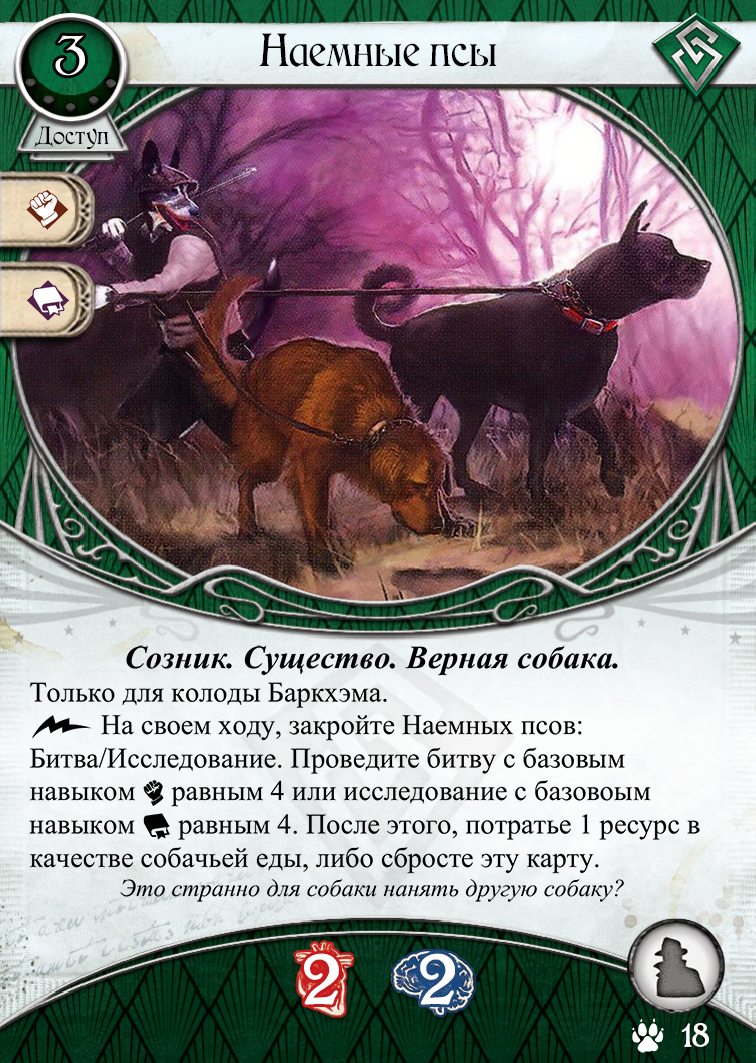 3
Наемные псы
Доступ
Созник. Существо. Верная собака.
Только для колоды Баркхэма.
На своем ходу, закройте Наемных псов:
Битва/Исследование. Проведите битву с базовым
навыком равным 4 или исследование с базовоым
навыком равным 4. После этого, потратье 1 ресурс в
качестве собачьей еды, либо сбросте эту карту.
Это странно для собаки нанять другую собаку?
2 2
18